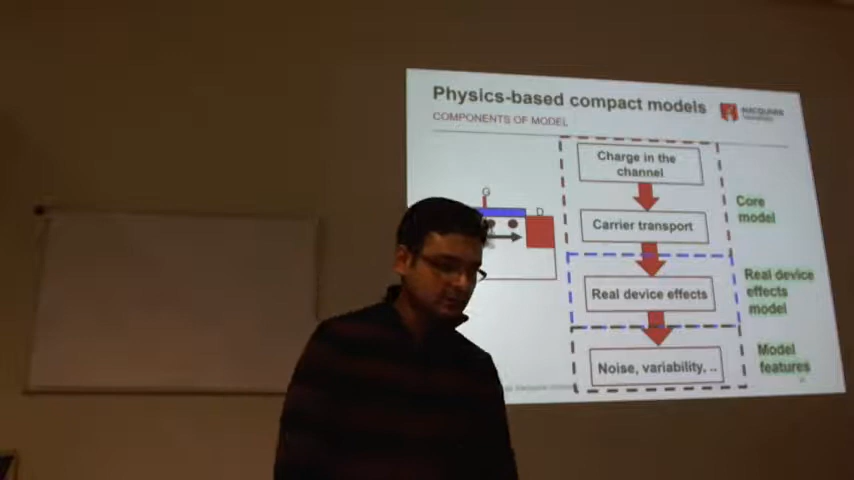 Physics-based compact models
MACQUARIE
University
COMPONENTS OF MODEL
Charge in the
channel
G
D
Core
model
Carrier transport
Real device effects
Real device
effects
model
Noise, variability, ..
Model
features